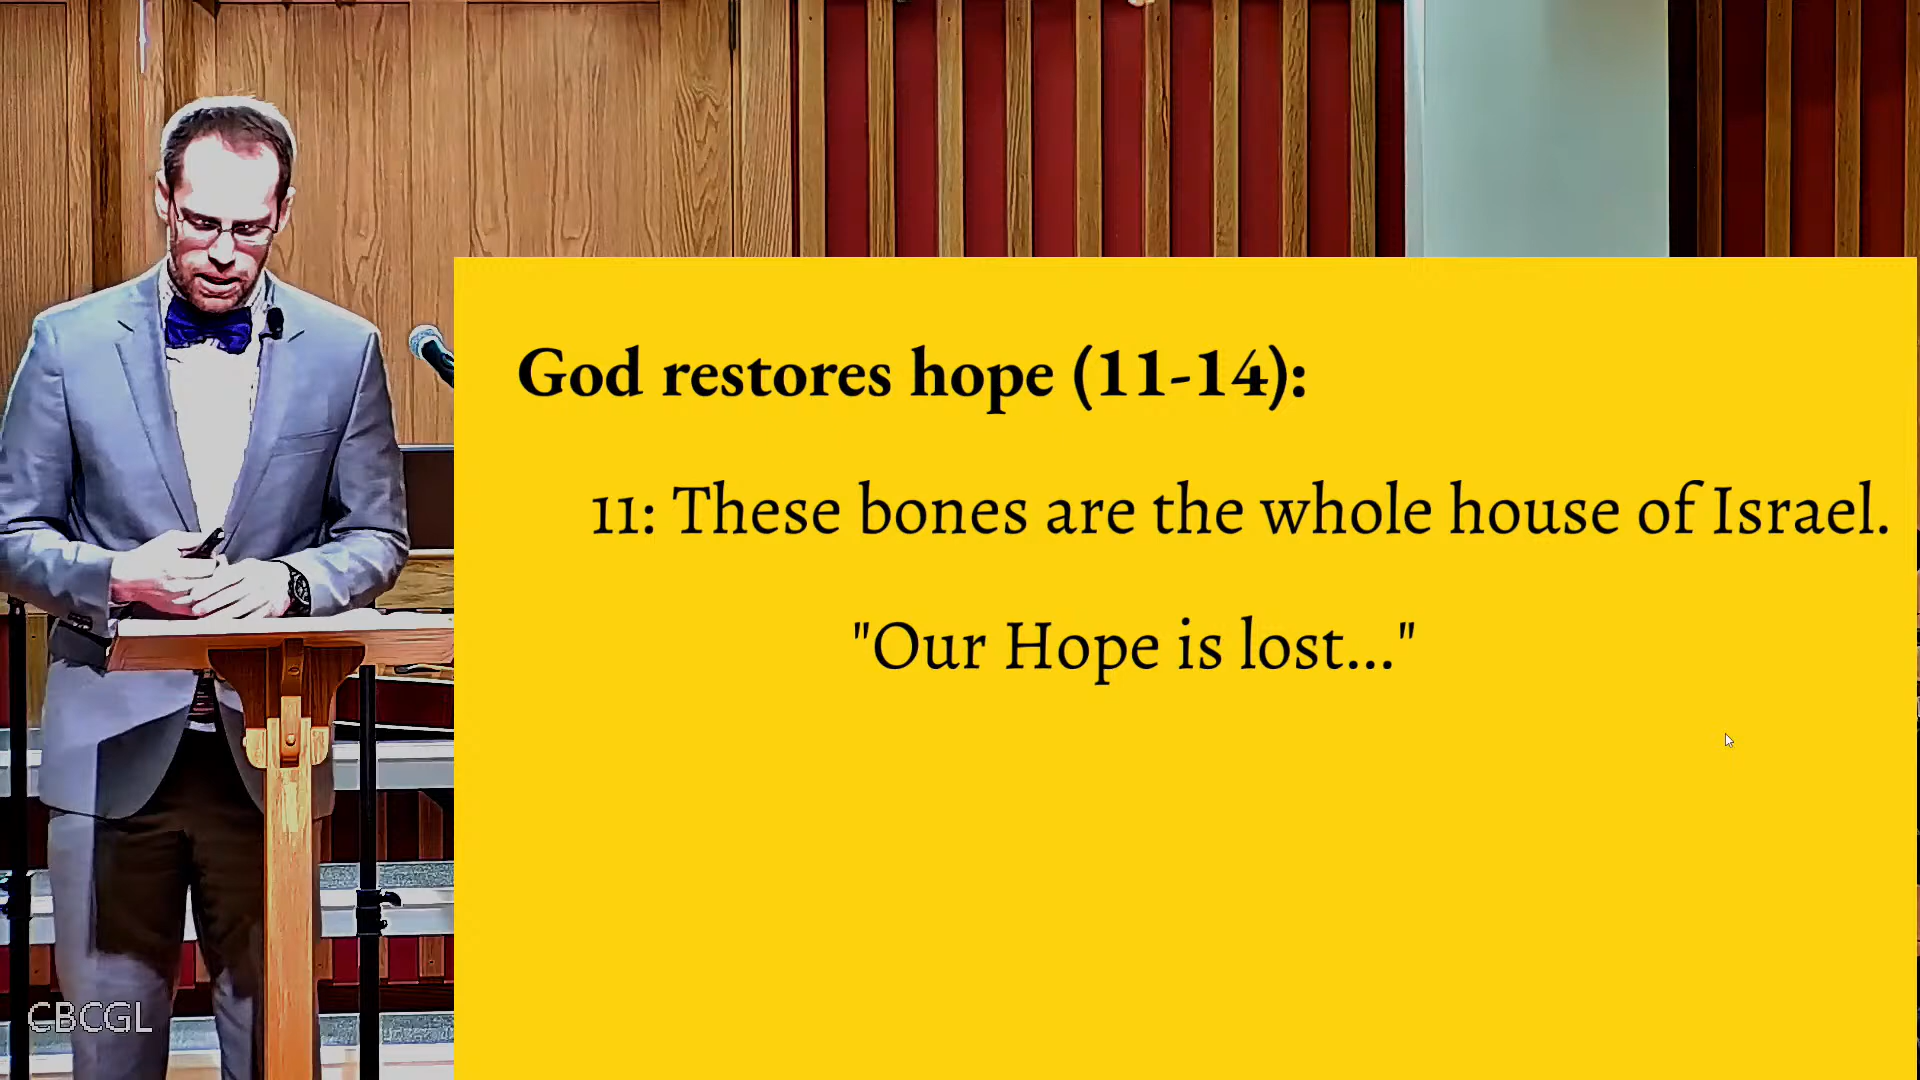 God restores hope (11-14):
11: These bones are the whole house of Israel.
"Our Hope is lost..."
CBCGL